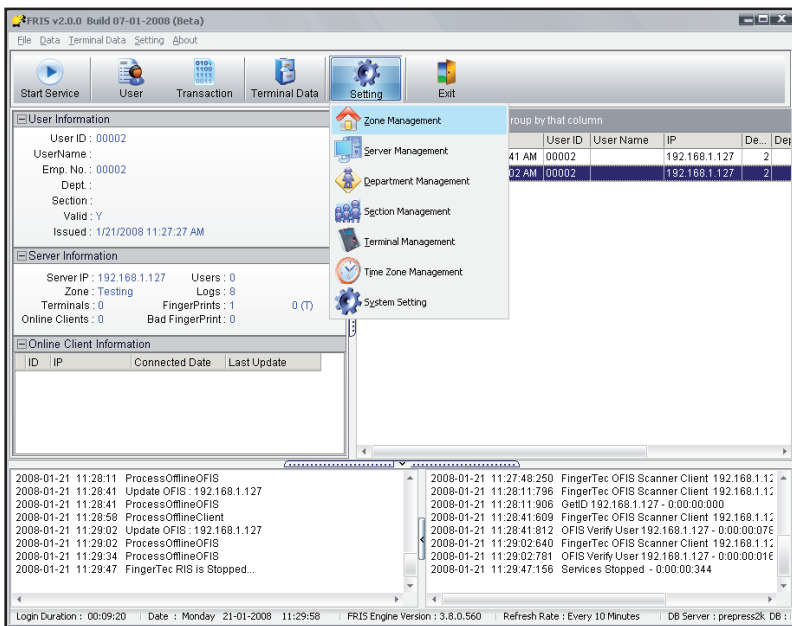 FRIS v2.0.0 Build 07-01-2008 (Beta)
File Data Terminal Data Setting About
Start Service User Transaction Terminal Data Setting Exit
User Information
User ID : 00002
UserName :
Emp. No. : 00002
Dept. :
Section :
Valid : Y
Issued : 1/21/2008 11:27:27 AM
Server Information
Server IP : 192.168.1.127 Users : 0
Zone : Testing Logs : 8
Terminals : 0 FingerPrints : 1 0 (T)
Online Clients : 0 Bad FingerPrint : 0
Online Client Information
ID IP Connected Date Last Update
Zone Management
Server Management
Department Management
Section Management
Terminal Management
Time Zone Management
System Setting
roup by that column
User ID User Name IP De... Dep
41 AM 00002 192.168.1.127 2
02 AM 00002 192.168.1.127 2
2008-01-21 11:28:11 ProcessOfflineOFIS
2008-01-21 11:28:41 Update OFIS : 192.168.1.127
2008-01-21 11:28:41 ProcessOfflineOFIS
2008-01-21 11:28:58 ProcessOfflineClient
2008-01-21 11:29:02 Update OFIS : 192.168.1.127
2008-01-21 11:29:02 ProcessOfflineOFIS
2008-01-21 11:29:34 ProcessOfflineOFIS
2008-01-21 11:29:47 FingerTec RIS is Stopped...
2008-01-21 11:27:48:250 FingerTec OFIS Scanner Client 192.168.1.12
2008-01-21 11:28:11:796 FingerTec OFIS Scanner Client 192.168.1.12
2008-01-21 11:28:11:906 GetID 192.168.1.127 - 0:00:00:000
2008-01-21 11:28:41:609 FingerTec OFIS Scanner Client 192.168.1.12
2008-01-21 11:28:41:812 OFIS Verify User 192.168.1.127 - 0:00:00:078
2008-01-21 11:29:02:640 FingerTec OFIS Scanner Client 192.168.1.12
2008-01-21 11:29:02:781 OFIS Verify User 192.168.1.127 - 0:00:00:016
2008-01-21 11:29:47:156 Services Stopped - 0:00:00:344
Login Duration : 00:09:20 Date : Monday 21-01-2008 11:29:58 FRIS Engine Version : 3.8.0.560 Refresh Rate : Every 10 Minutes DB Server : prepress2k DB :